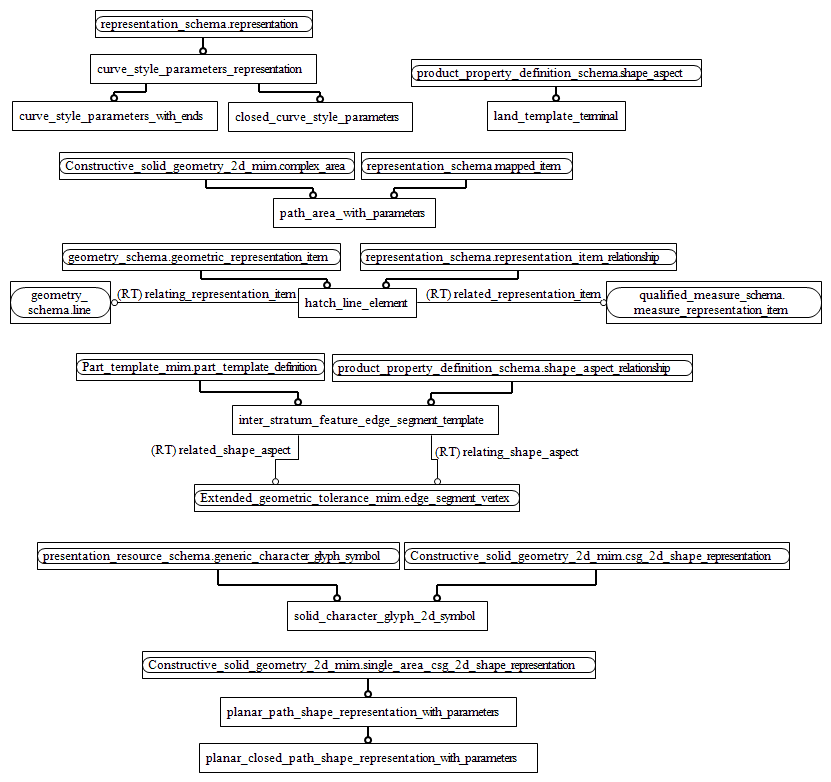 representation_schema.representation
curve_style_parameters_representation
product_property_definition_schema.shape_aspect
curve_style_parameters_with_ends
closed_curve_style_parameters
land_template_terminal
Constructive_solid_geometry_2d_mim.complex_area
representation_schema.mapped_item
path_area_with_parameters
geometry_schema.geometric_representation_item
representation_schema.representation_item_relationship
geometry_
schema.line
(RT) relating_representation_item
hatch_line_element
(RT) related_representation_item
qualified_measure_schema.
measure_representation_item
Part_template_mim.part_template_definition
product_property_definition_schema.shape_aspect_relationship
inter_stratum_feature_edge_segment_template
(RT) related_shape_aspect
(RT) relating_shape_aspect
Extended_geometric_tolerance_mim.edge_segment_vertex
presentation_resource_schema.generic_character_glyph_symbol
Constructive_solid_geometry_2d_mim.csg_2d_shape_representation
solid_character_glyph_2d_symbol
Constructive_solid_geometry_2d_mim.single_area_csg_2d_shape_representation
planar_path_shape_representation_with_parameters
planar_closed_path_shape_representation_with_parameters